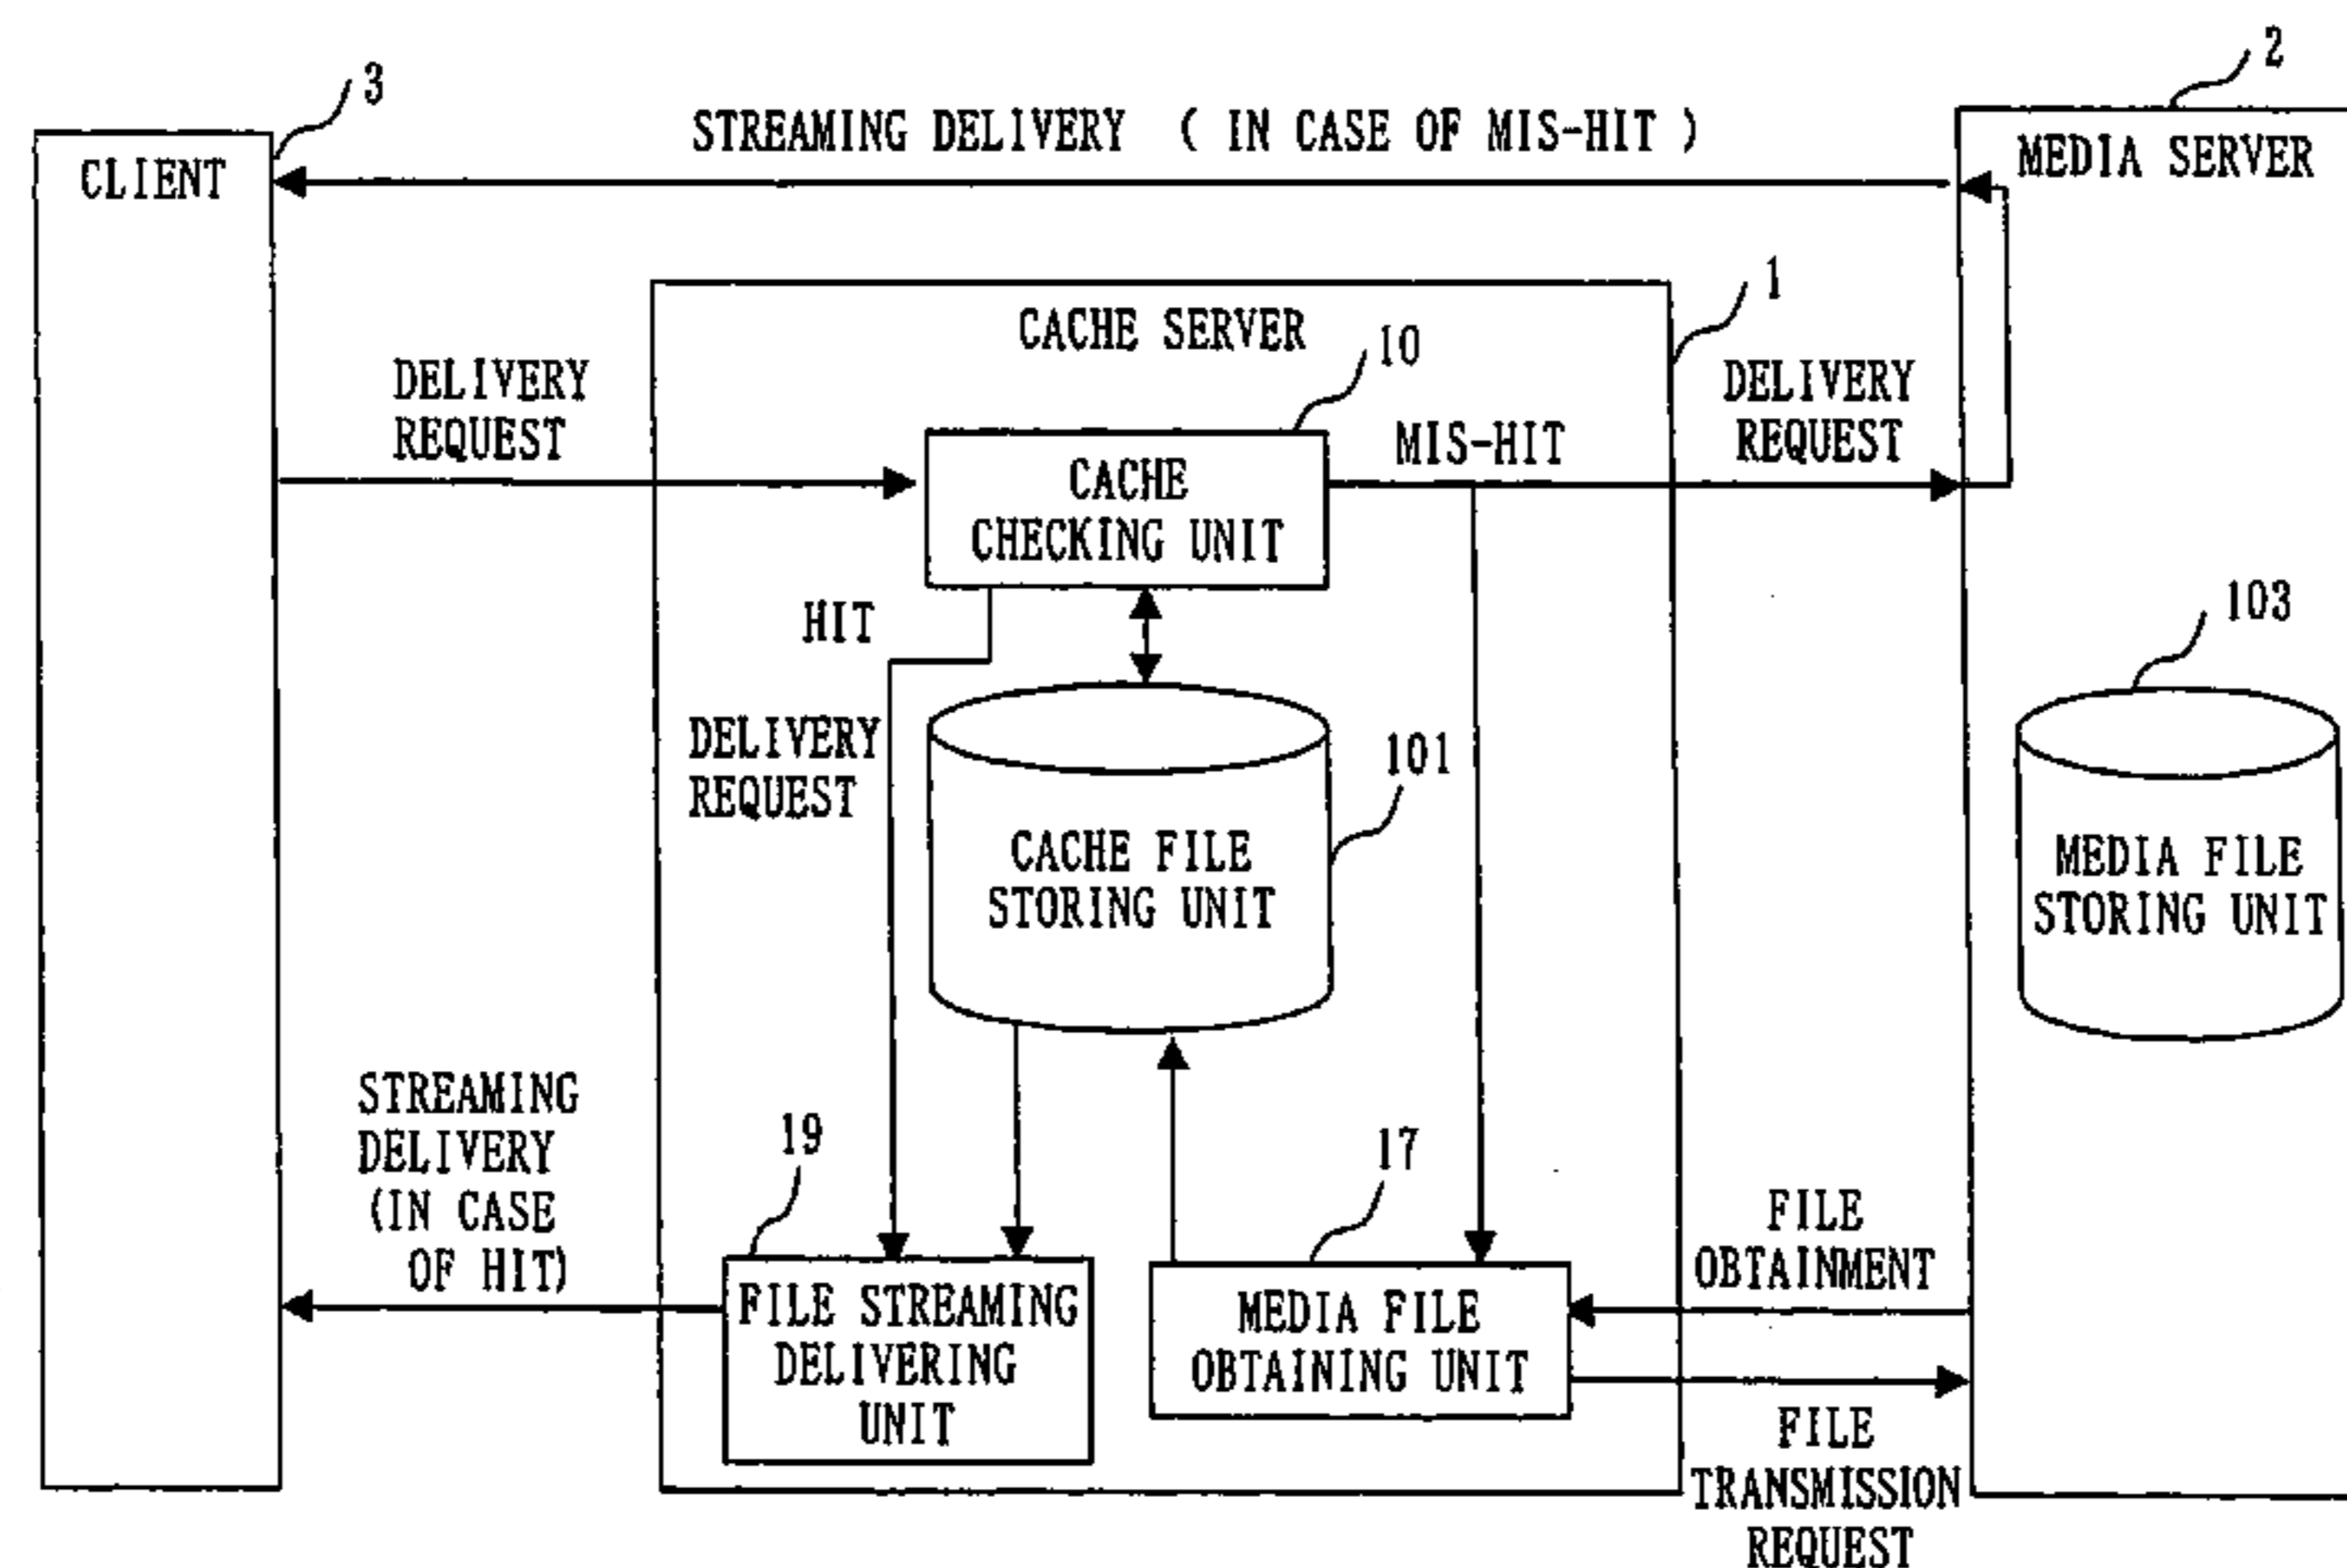 3
2
STREAMING DELIVERY ( IN CASE OF MIS-HIT )
CLIENT
MEDIA SERVER
1
CACHE SERVER
10
DELIVERY
REQUEST
MIS-HIT
DELIVERY
REQUEST
CACHE
CHECKING UNIT
HIT
103
DELIVERY
REQUEST
101
CACHE FILE
STORING UNIT
MEDIA FILE
STORING UNIT
STREAMING
DELIVERY
(IN CASE
OF HIT)
19
17
FILE
OBTAINMENT
FILE STREAMING
DELIVERING
UNIT
MEDIA FILE
OBTAINING UNIT
FILE
TRANSMISSION
REQUEST